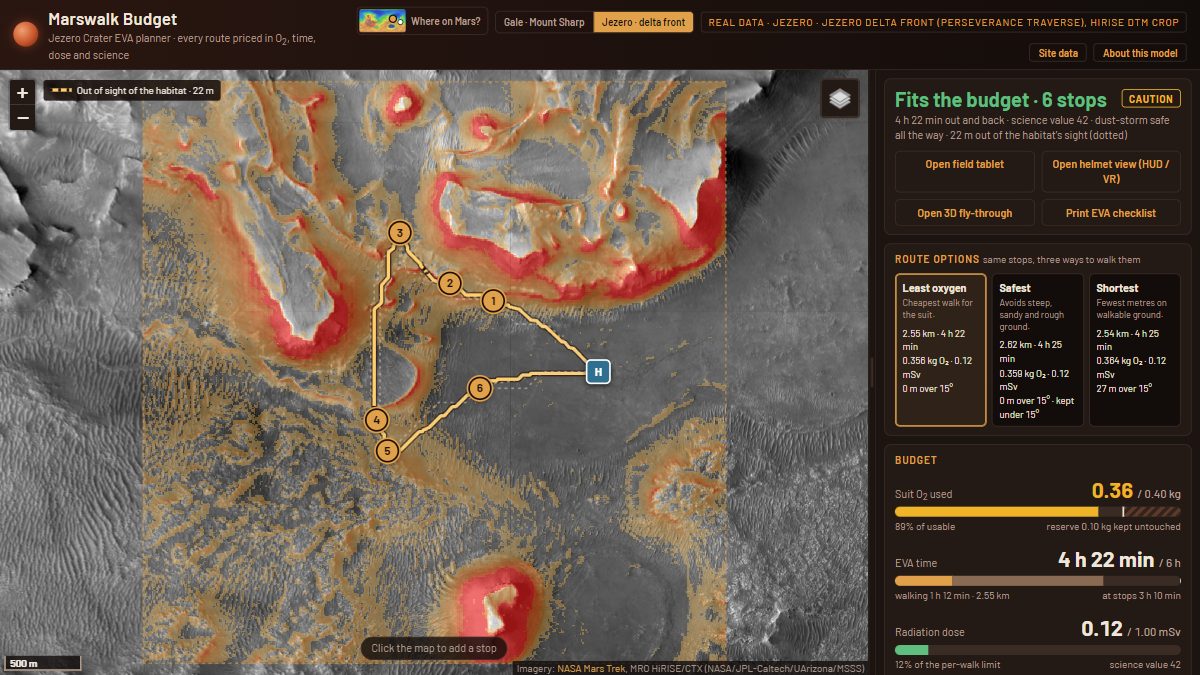 Marswalk Budget
Jezero Crater EVA planner · every route priced in O₂, time,
dose and science
Where on Mars?
Gale · Mount Sharp
Jezero · delta front
REAL DATA · JEZERO · JEZERO DELTA FRONT (PERSEVERANCE TRAVERSE), HIRISE DTM CROP
Site data
About this model
+
−
Out of sight of the habitat · 22 m
3
2
1
H
6
4
5
Click the map to add a stop
500 m
Imagery: NASA Mars Trek, MRO HiRISE/CTX (NASA/JPL-Caltech/UArizona/MSSS)
Fits the budget · 6 stops
CAUTION
4 h 22 min out and back · science value 42 · dust-storm safe
all the way · 22 m out of the habitat's sight (dotted)
Open field tablet
Open helmet view (HUD /
VR)
Open 3D fly-through
Print EVA checklist
ROUTE OPTIONS same stops, three ways to walk them
Least oxygen
Cheapest walk for
the suit.
2.55 km · 4 h 22
min
0.356 kg O₂ · 0.12
mSv
0 m over 15°
Safest
Avoids steep,
sandy and rough
ground.
2.62 km · 4 h 25
min
0.359 kg O₂ · 0.12
mSv
0 m over 15° · kept
under 15°
Shortest
Fewest metres on
walkable ground.
2.54 km · 4 h 25
min
0.364 kg O₂ · 0.12
mSv
27 m over 15°
BUDGET
Suit O₂ used
0.36 / 0.40 kg
89% of usable
reserve 0.10 kg kept untouched
EVA time
4 h 22 min / 6 h
walking 1 h 12 min · 2.55 km
at stops 3 h 10 min
Radiation dose
0.12 / 1.00 mSv
12% of the per-walk limit
science value 42